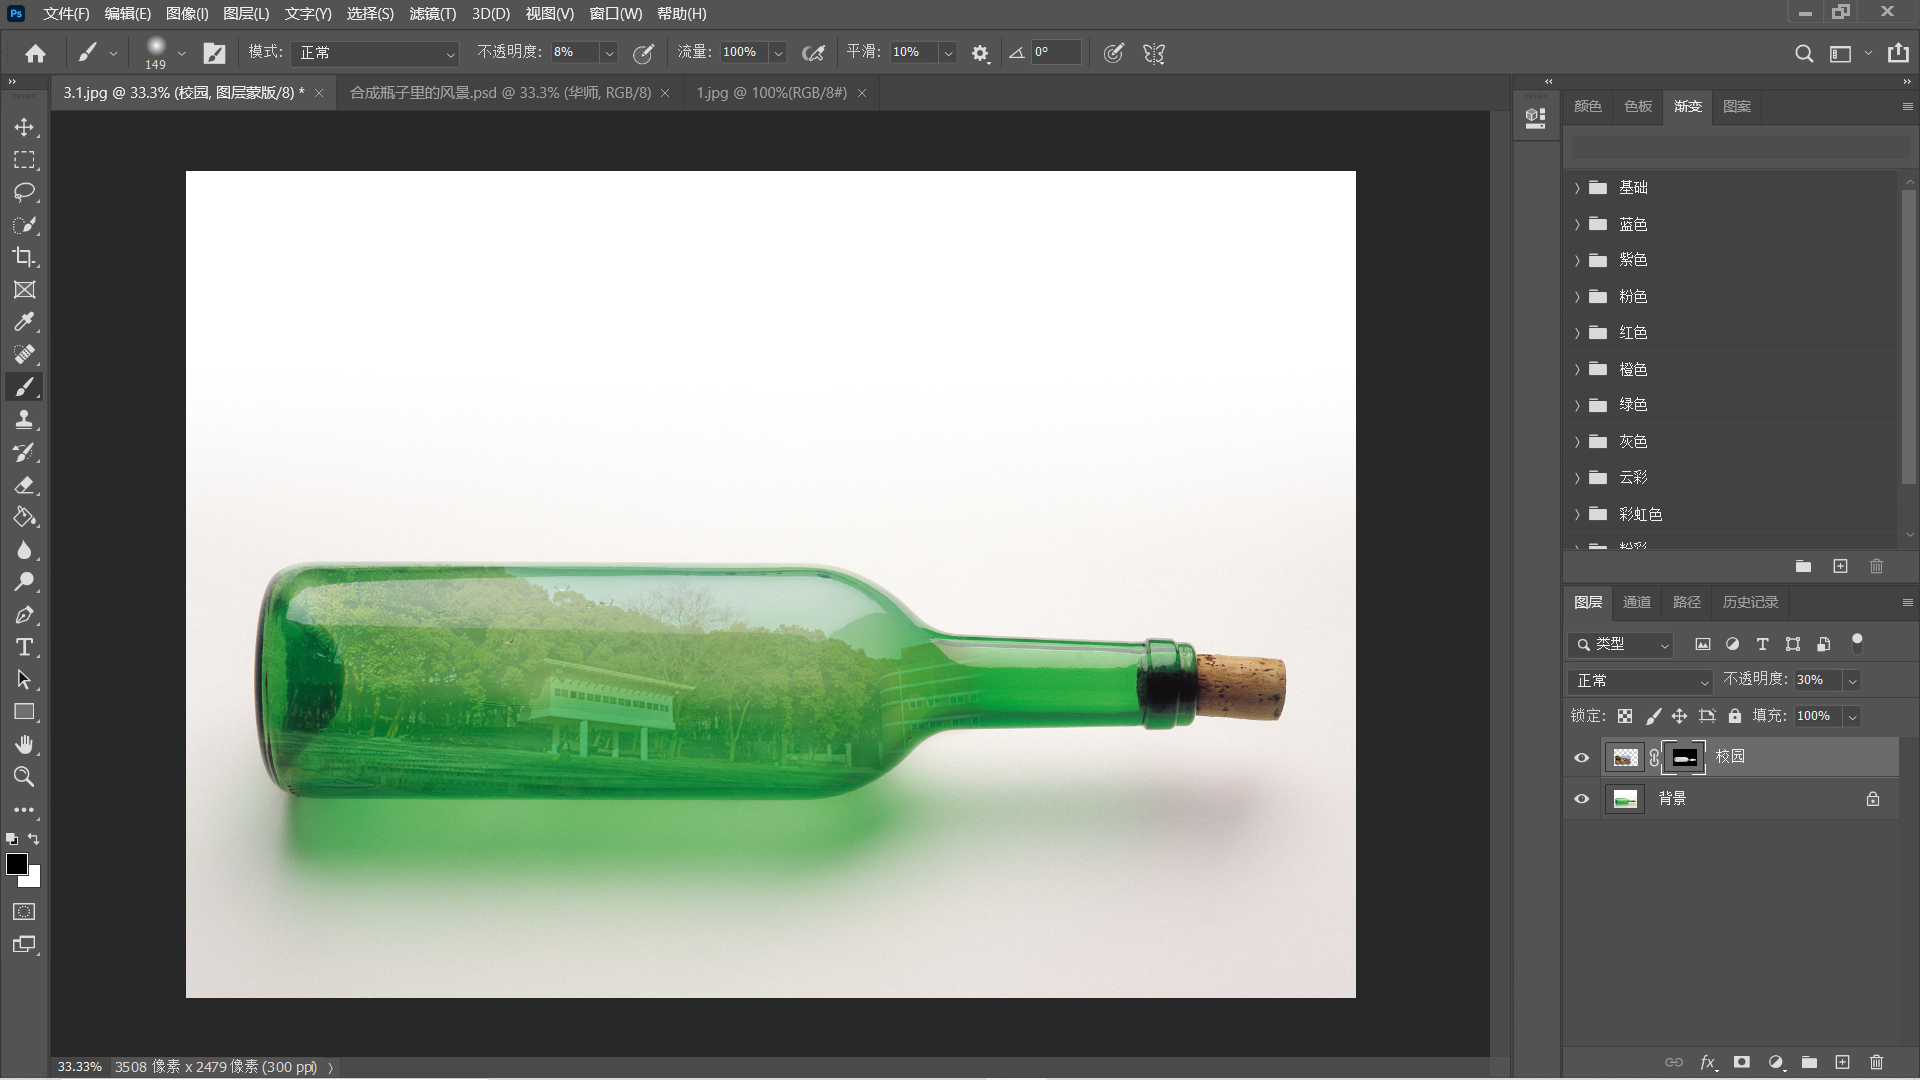 Ps 文件(F) 编辑(E) 图像(I) 图层(L) 文字(Y) 选择(S) 滤镜(T) 3D(D) 视图(V) 窗口(W) 帮助(H)
149 模式: 正常 不透明度: 8% 流量: 100% 平滑: 10% 0°
3.1.jpg @ 33.3% (校园, 图层蒙版/8) * 合成瓶子里的风景.psd @ 33.3% (华师, RGB/8) 1.jpg @ 100%(RGB/8#)
颜色 色板 渐变 图案
基础
蓝色
紫色
粉色
红色
橙色
绿色
灰色
云彩
彩虹色
粉彩
图层 通道 路径 历史记录
类型
正常 不透明度: 30%
锁定: 填充: 100%
校园
背景
fx
33.33% 3508 像素 x 2479 像素 (300 ppi)